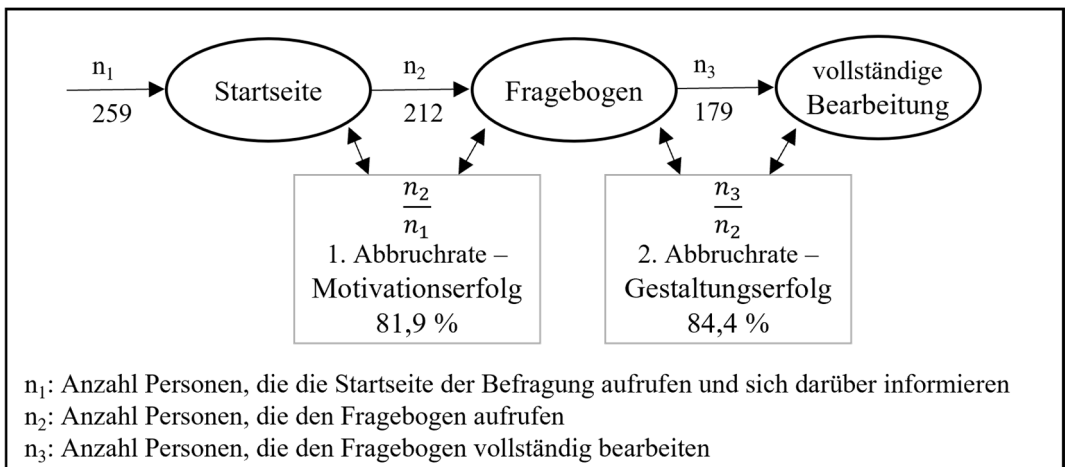 n₁
259
Startseite
n₂
212
Fragebogen
n₃
179
vollständige
Bearbeitung
n₂
n₁
1. Abbruchrate –
Motivationserfolg
81,9 %
n₃
n₂
2. Abbruchrate –
Gestaltungserfolg
84,4 %
n₁: Anzahl Personen, die die Startseite der Befragung aufrufen und sich darüber informieren
n₂: Anzahl Personen, die den Fragebogen aufrufen
n₃: Anzahl Personen, die den Fragebogen vollständig bearbeiten